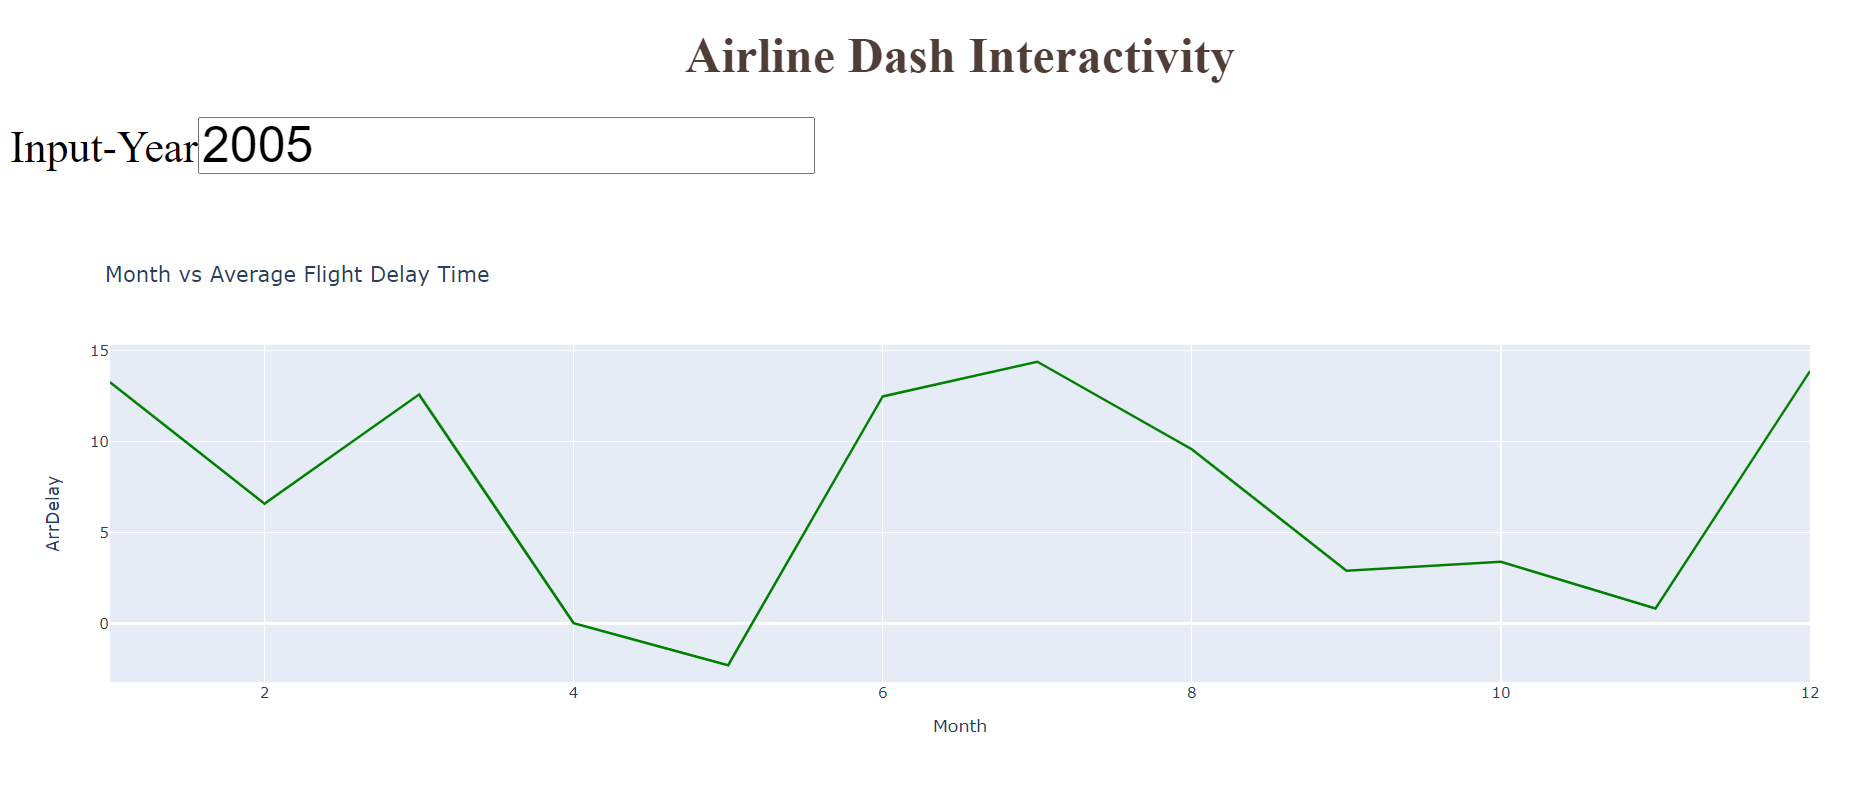 Airline Dash Interactivity
Input-Year 2005
Month vs Average Flight Delay Time
15
10
5
0
ArrDelay
2 4 6 8 10 12
Month